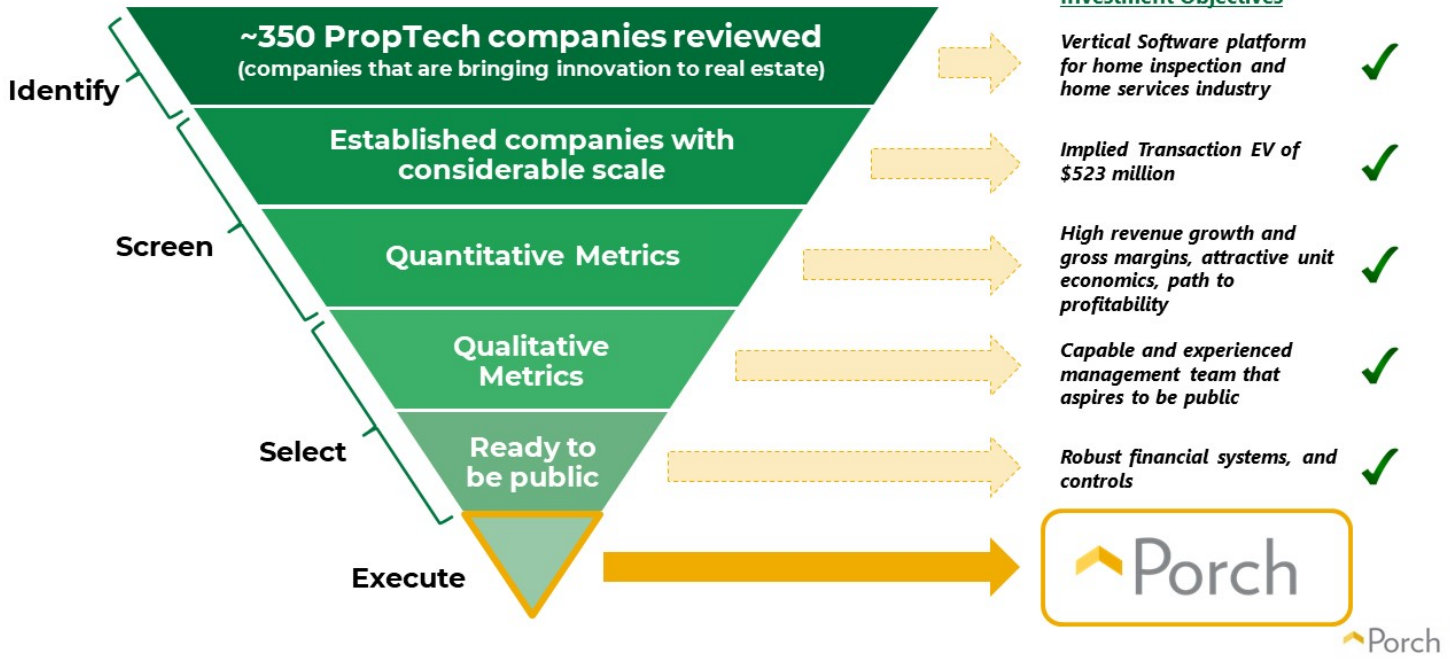 Investment Objectives
~350 PropTech companies reviewed
(companies that are bringing innovation to real estate)
Identify
Vertical Software platform
for home inspection and
home services industry
Established companies with
considerable scale
Implied Transaction EV of
$523 million
Screen
Quantitative Metrics
High revenue growth and
gross margins, attractive unit
economics, path to
profitability
Qualitative
Metrics
Capable and experienced
management team that
aspires to be public
Select
Ready to
be public
Robust financial systems, and
controls
Execute
Porch
Porch